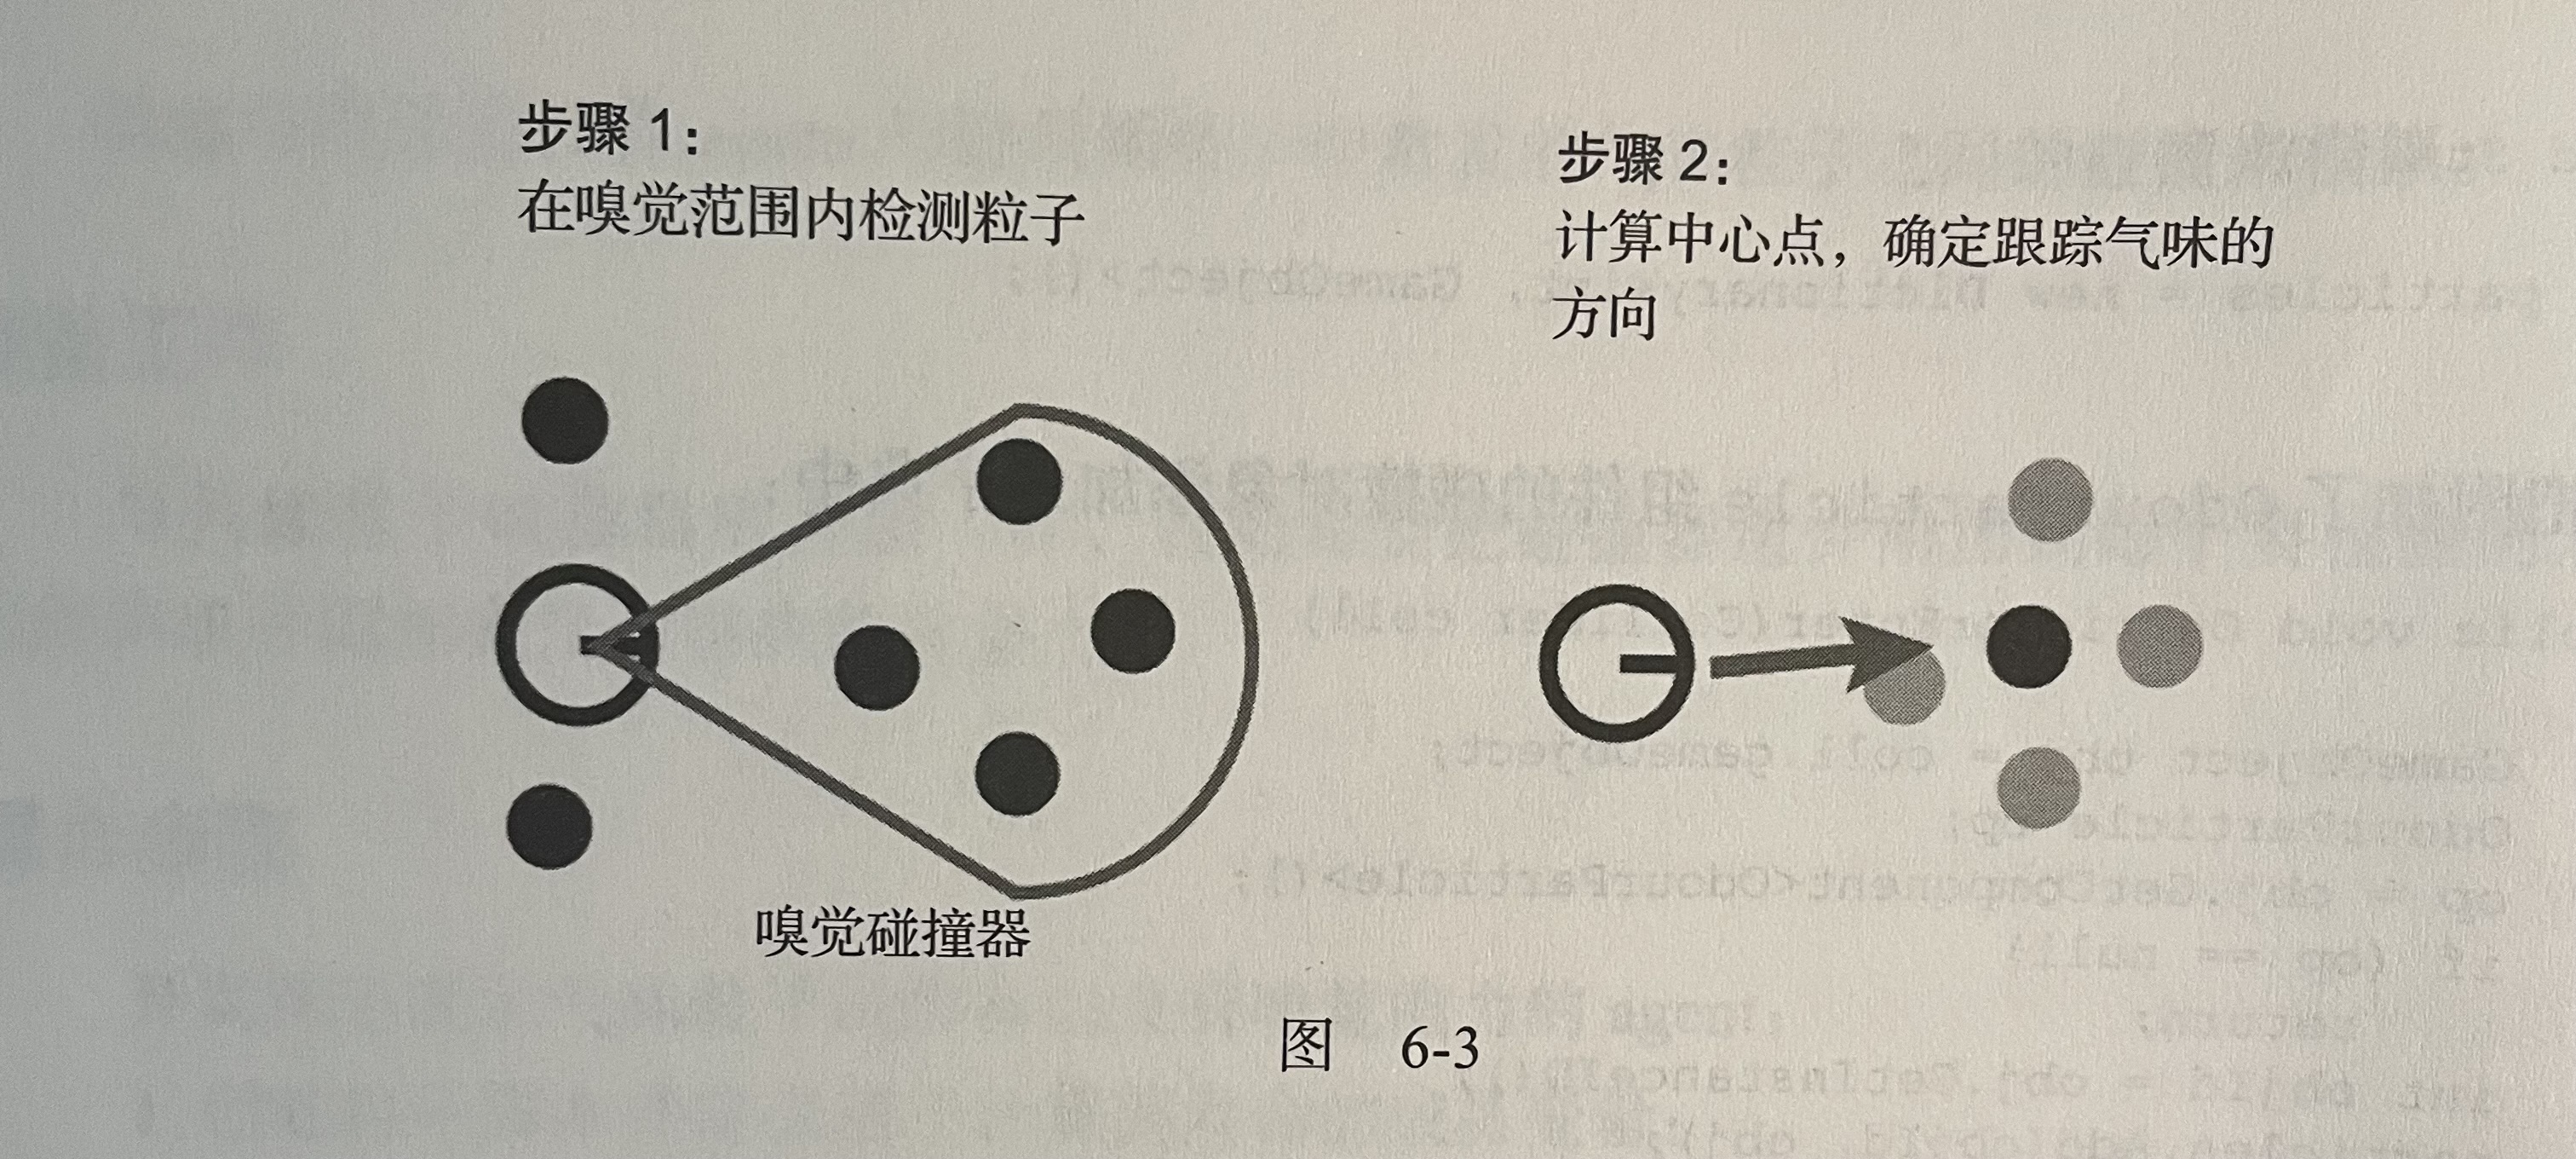 步骤 1：
在嗅觉范围内检测粒子
步骤 2：
计算中心点，确定跟踪气味的
方向
嗅觉碰撞器
图 6-3